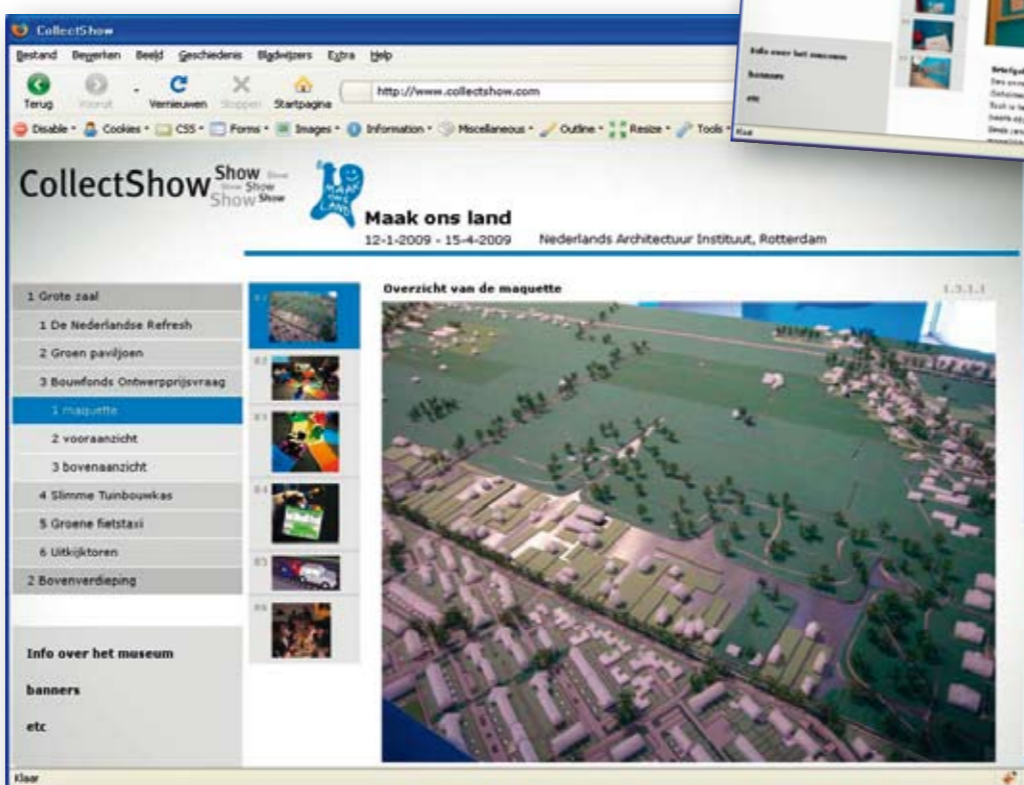 CollectShow
Bestand Bewerken Beeld Geschiedenis Bladwijzers Extra Help
Terug Vooruit Vernieuwen Stoppen Startpagina http://www.collectshow.com
Disable Cookies CSS Forms Images Information Miscellaneous Outline Resize Tools
CollectShow Show Show
Show Show
Show Show
MAAK ONS LAND
Maak ons land
12-1-2009 - 15-4-2009 Nederlands Architectuur Instituut, Rotterdam
1 Grote zaal
1 De Nederlandse Refresh
2 Groen paviljoen
3 Bouwfonds Ontwerpprijsvraag
1 maquette
2 vooraanzicht
3 bovenaanzicht
4 Slimme Tuinbouwkas
5 Groene fietstaxi
6 Uitkijktoren
2 Bovenverdieping
Info over het museum
banners
etc
Overzicht van de maquette 1.3.1.1
Klaar
Info over het museum
banners
etc
Klaar